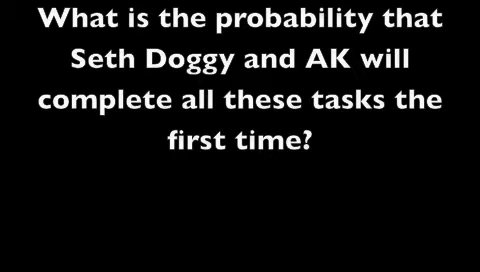 What is the probability that
Seth Doggy and AK will
complete all these tasks the
first time?